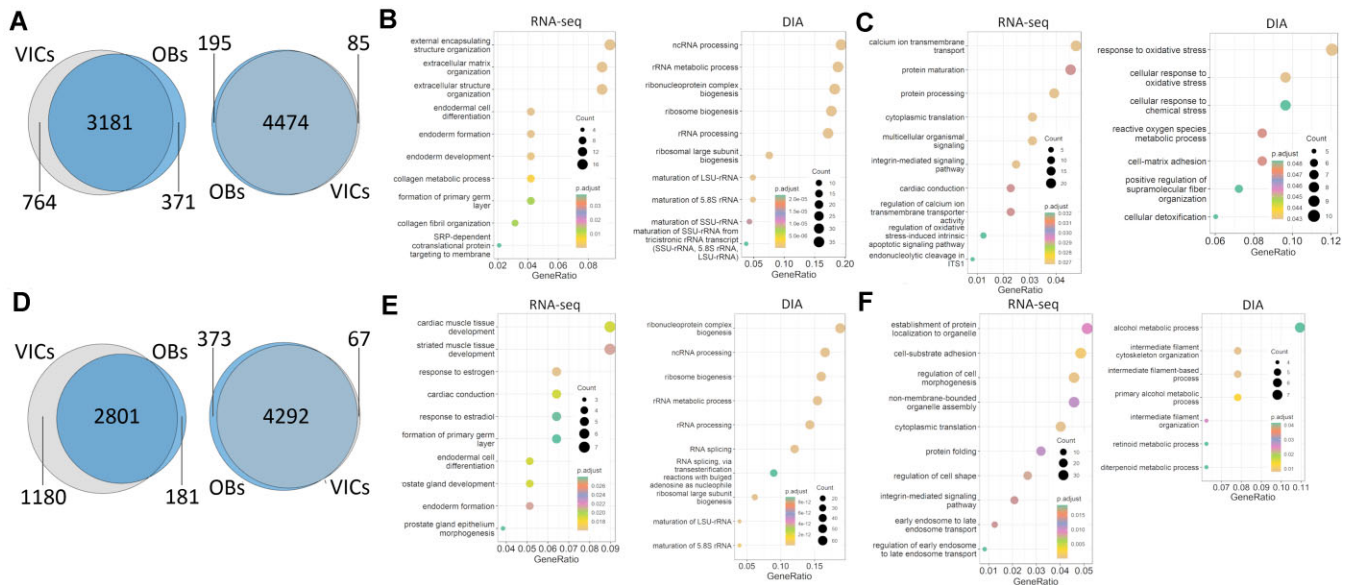 A
VICs
OBs
3181
764
371
195
85
4474
OBs
VICs
B
RNA-seq
external encapsulating
structure organization
extracellular matrix
organization
extracellular structure
organization
endodermal cell
differentiation
endoderm formation
endoderm development
collagen metabolic process
formation of primary germ
layer
collagen fibril organization
SRP-dependent
cotranslational protein
targeting to membrane
Count
4
8
12
16
p.adjust
0.03
0.02
0.01
0.02 0.04 0.06 0.08
GeneRatio
DIA
ncRNA processing
rRNA metabolic process
ribonucleoprotein complex
biogenesis
ribosome biogenesis
rRNA processing
ribosomal large subunit
biogenesis
maturation of LSU-rRNA
maturation of 5.8S rRNA
maturation of SSU-rRNA
maturation of SSU-rRNA from
tricistronic rRNA transcript
(SSU-rRNA, 5.8S rRNA,
LSU-rRNA)
p.adjust
2.0e-05
1.5e-05
1.0e-05
5.0e-06
Count
10
15
20
25
30
35
0.05 0.10 0.15 0.20
GeneRatio
C
RNA-seq
calcium ion transmembrane
transport
protein maturation
protein processing
cytoplasmic translation
multicellular organismal
signaling
integrin-mediated signaling
pathway
cardiac conduction
regulation of calcium ion
transmembrane transporter
activity
regulation of oxidative
stress-induced intrinsic
apoptotic signaling pathway
endonucleolytic cleavage in
ITS1
Count
5
10
15
20
p.adjust
0.032
0.031
0.030
0.029
0.028
0.027
0.01 0.02 0.03 0.04
GeneRatio
DIA
response to oxidative stress
cellular response to
oxidative stress
cellular response to
chemical stress
reactive oxygen species
metabolic process
cell-matrix adhesion
positive regulation of
supramolecular fiber
organization
cellular detoxification
p.adjust
0.048
0.047
0.046
0.045
0.044
0.043
Count
5
6
7
8
9
10
0.06 0.08 0.10 0.12
GeneRatio
D
VICs
OBs
2801
1180
181
373
67
4292
OBs
VICs
E
RNA-seq
cardiac muscle tissue
development
striated muscle tissue
development
response to estrogen
cardiac conduction
response to estradiol
formation of primary germ
layer
endodermal cell
differentiation
ostate gland development
endoderm formation
prostate gland epithelium
morphogenesis
Count
3
4
5
6
7
p.adjust
0.026
0.024
0.022
0.020
0.018
0.04 0.05 0.06 0.07 0.08 0.09
GeneRatio
DIA
ribonucleoprotein complex
biogenesis
ncRNA processing
ribosome biogenesis
rRNA metabolic process
rRNA processing
RNA splicing
RNA splicing, via
transesterification
reactions with bulged
adenosine as nucleophile
ribosomal large subunit
biogenesis
maturation of LSU-rRNA
maturation of 5.8S rRNA
p.adjust
8e-12
6e-12
4e-12
2e-12
Count
20
30
40
50
60
0.05 0.10 0.15
GeneRatio
F
RNA-seq
establishment of protein
localization to organelle
cell-substrate adhesion
regulation of cell
morphogenesis
non-membrane-bounded
organelle assembly
cytoplasmic translation
protein folding
regulation of cell shape
integrin-mediated signaling
pathway
early endosome to late
endosome transport
regulation of early endosome
to late endosome transport
Count
10
20
30
p.adjust
0.015
0.010
0.005
0.01 0.02 0.03 0.04 0.05
GeneRatio
DIA
alcohol metabolic process
intermediate filament
cytoskeleton organization
intermediate filament-based
process
primary alcohol metabolic
process
intermediate filament
organization
retinoid metabolic process
diterpenoid metabolic process
Count
4
5
6
7
p.adjust
0.04
0.03
0.02
0.01
0.07 0.08 0.09 0.10 0.11
GeneRatio